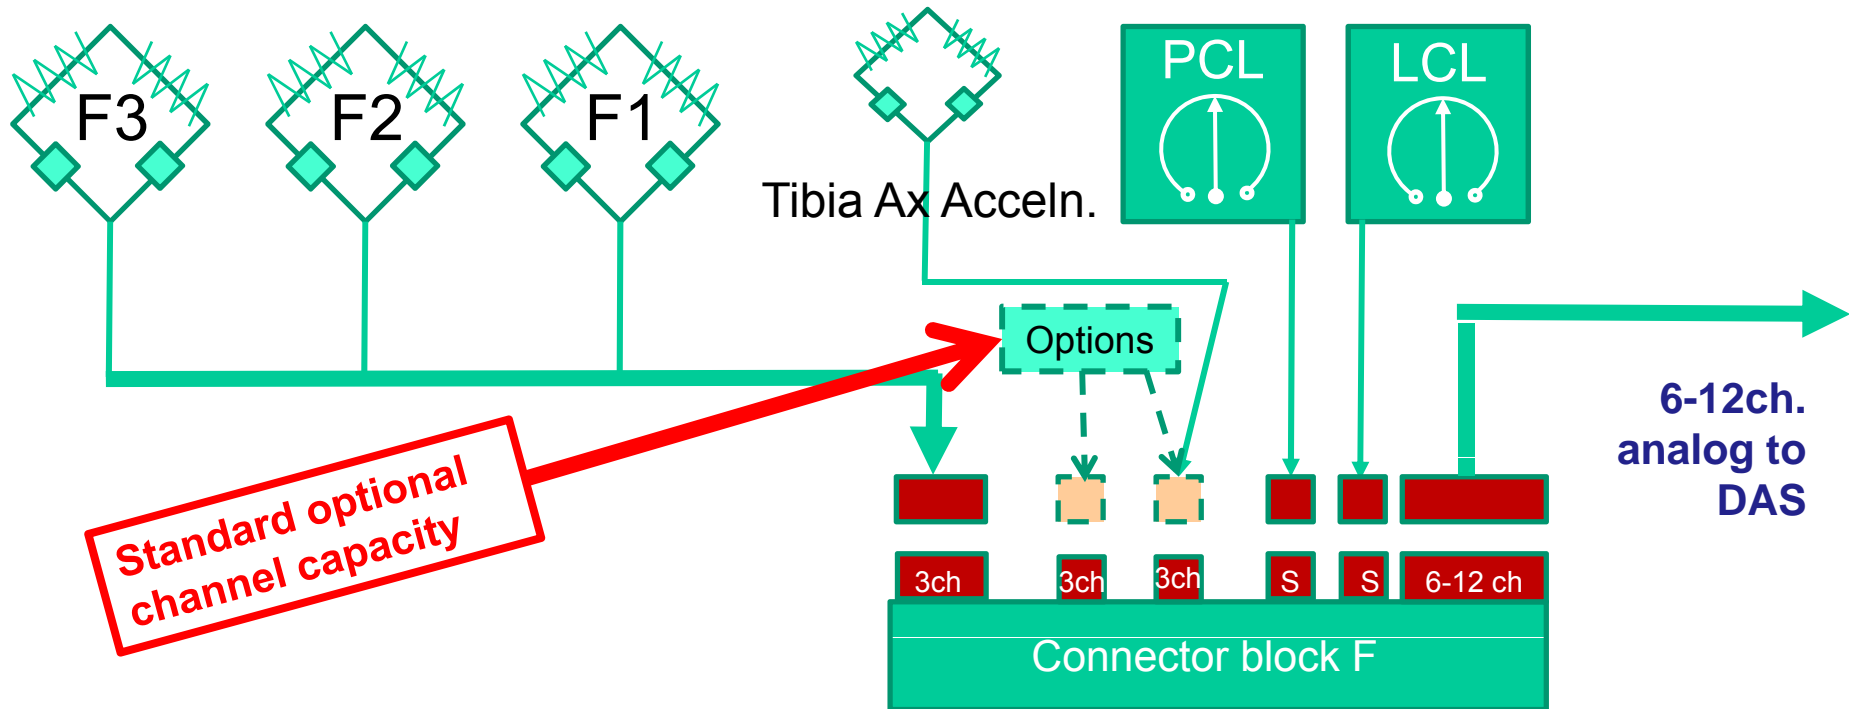 F3
F2
F1
PCL
LCL
Tibia Ax Acceln.
Options
6-12ch.
analog to
DAS
Standard optional
channel capacity
3ch
3ch
3ch
S
S
6-12 ch
Connector block F